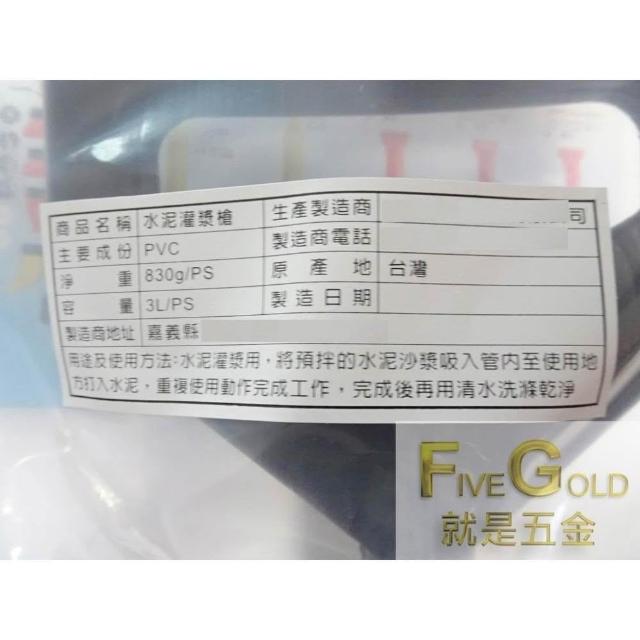 商品名稱 水泥灌漿槍 生產製造商 司
主要成份 PVC 製造商電話
淨重 830g/PS 原產地 台灣
容量 3L/PS 製造日期
製造商地址 嘉義縣
用途及使用方法:水泥灌漿用,將預拌的水泥沙漿吸入管內至使用地
方打入水泥,重複使用動作完成工作,完成後再用清水洗滌乾淨
FIVE GOLD
就是五金